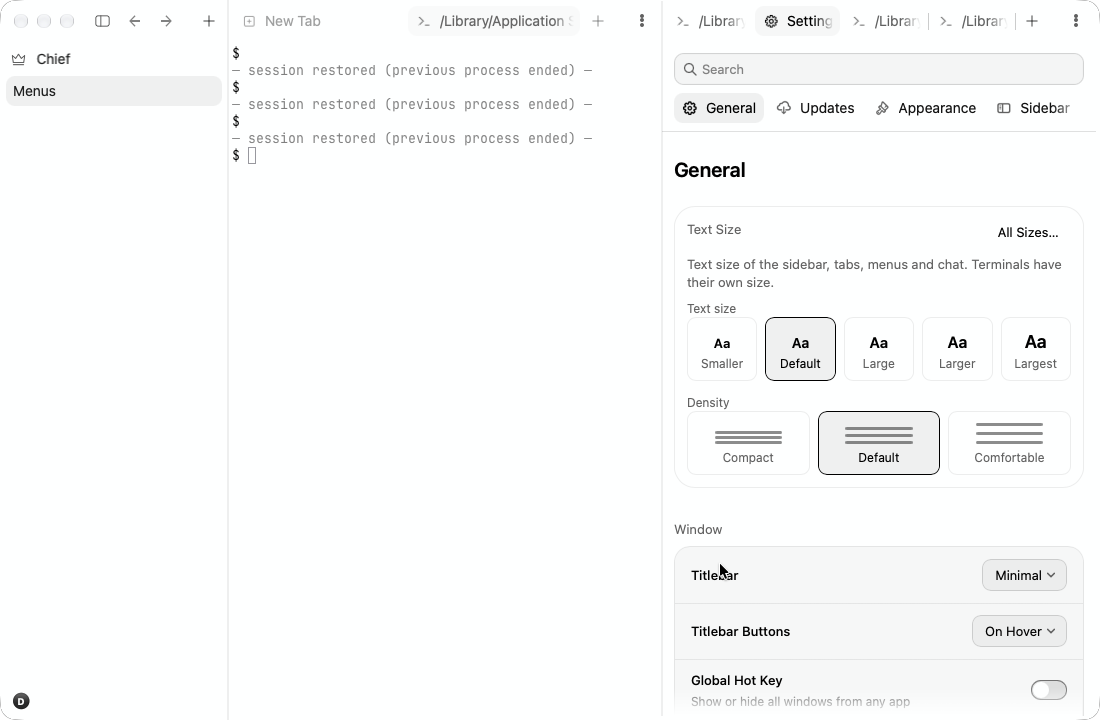 New Tab
/Library/Application
/Library
Setting
/Library
/Library
Chief
Menus
$
— session restored (previous process ended) —
$
— session restored (previous process ended) —
$
— session restored (previous process ended) —
$
D
Search
General
Updates
Appearance
Sidebar
General
Text Size
All Sizes...
Text size of the sidebar, tabs, menus and chat. Terminals have
their own size.
Text size
Aa
Aa
Aa
Aa
Aa
Smaller
Default
Large
Larger
Largest
Density
Compact
Default
Comfortable
Window
Titlebar
Minimal
Titlebar Buttons
On Hover
Global Hot Key
Show or hide all windows from any app